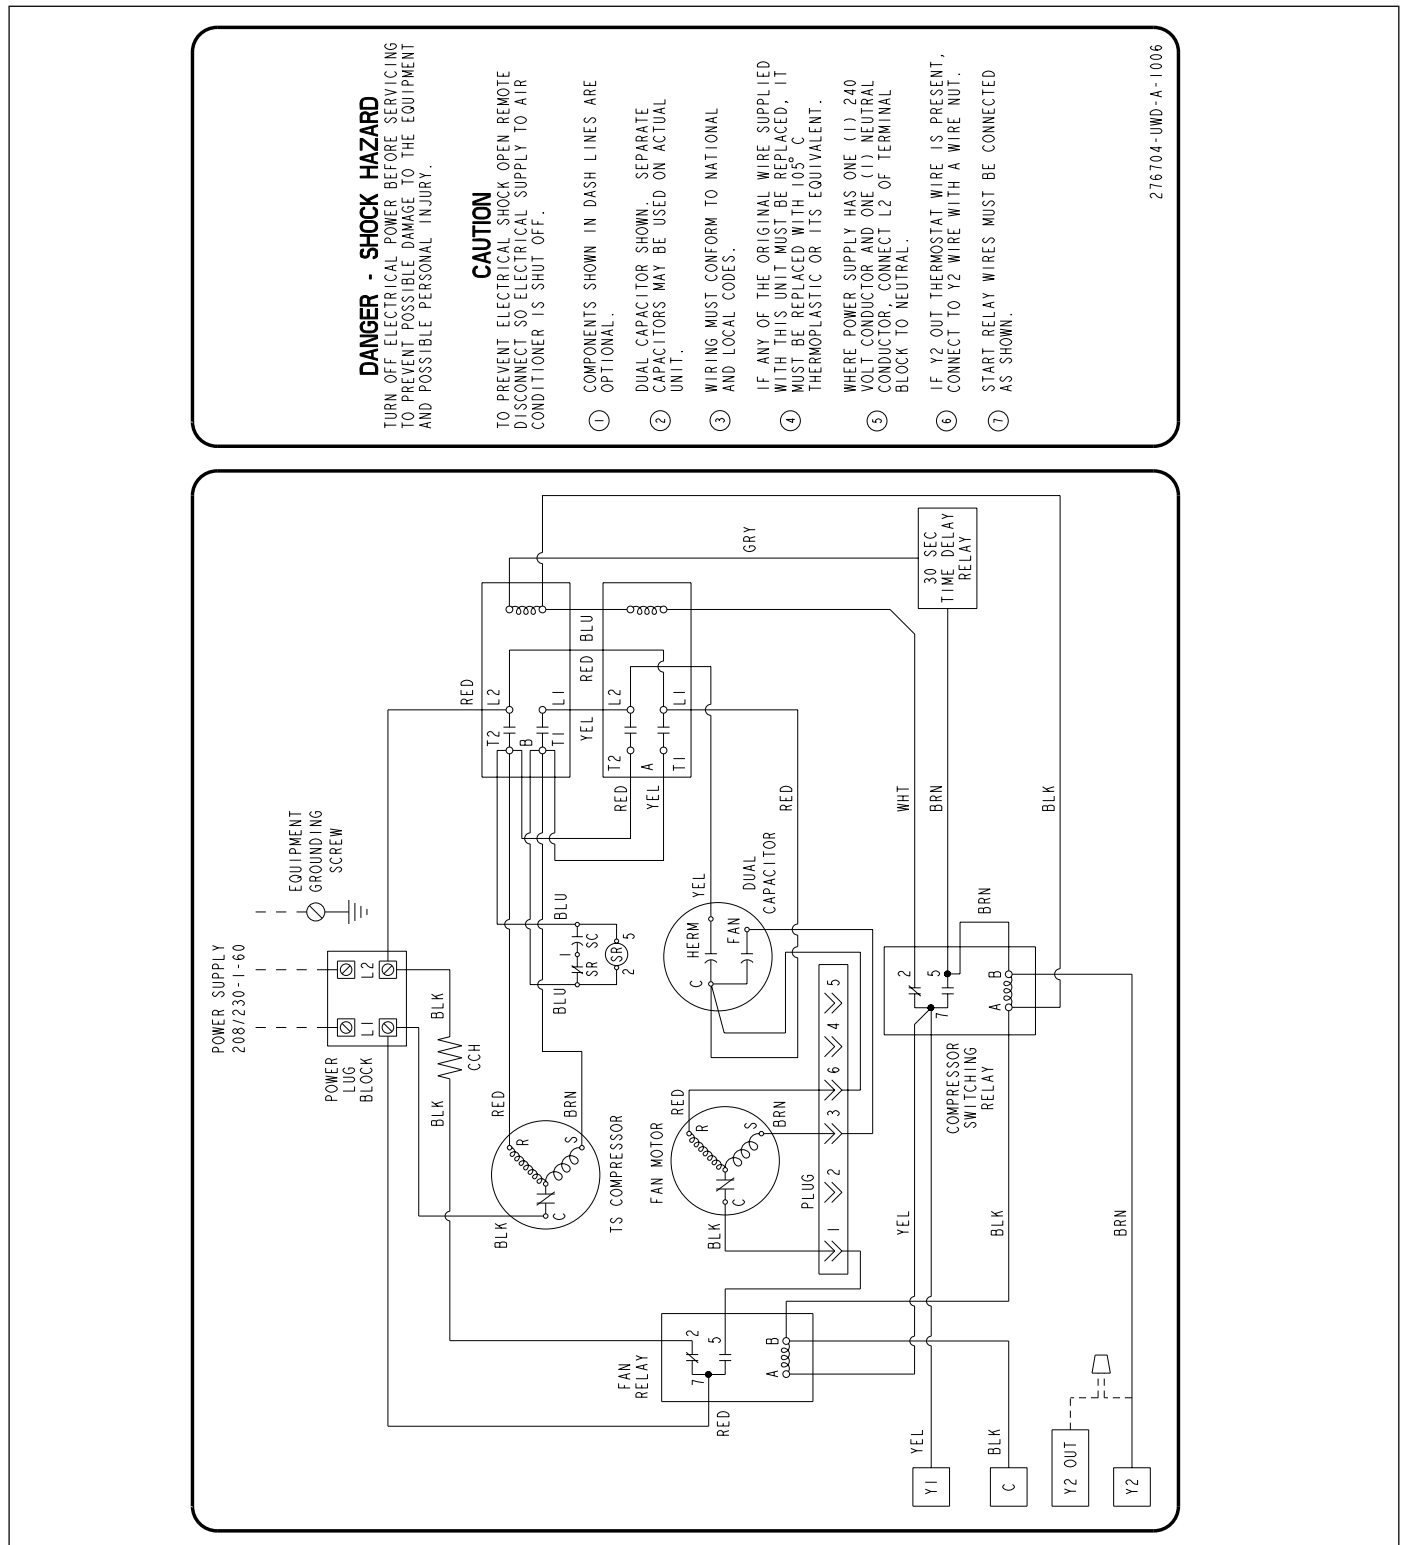 POWER SUPPLY
208/230-1-60
EQUIPMENT
GROUNDING
SCREW
POWER
LUG
BLOCK
L1
L2
BLK
CCH
BLK
RED
BLK
RED
BRN
R
S
C
TS COMPRESSOR
BLU
BLU
1
SR SC
SR
2
5
T2
L2
B
T1
L1
YEL
RED
BLU
T2
L2
A
T1
L1
RED
YEL
FAN
RELAY
2
7
5
A
B
RED
FAN MOTOR
RED
BLK
BRN
R
S
C
PLUG
1
2
3
6
4
5
C
HERM
FAN
YEL
DUAL
CAPACITOR
RED
GRY
30 SEC
TIME DELAY
RELAY
WHT
BRN
BLK
2
5
7
A
B
BRN
COMPRESSOR
SWITCHING
RELAY
YEL
YEL
BLK
BLK
BRN
Y1
C
Y2 OUT
Y2
DANGER - SHOCK HAZARD
TURN OFF ELECTRICAL POWER BEFORE SERVICING
TO PREVENT POSSIBLE DAMAGE TO THE EQUIPMENT
AND POSSIBLE PERSONAL INJURY.
CAUTION
TO PREVENT ELECTRICAL SHOCK OPEN REMOTE
DISCONNECT SO ELECTRICAL SUPPLY TO AIR
CONDITIONER IS SHUT OFF.
1 COMPONENTS SHOWN IN DASH LINES ARE
OPTIONAL.
2 DUAL CAPACITOR SHOWN. SEPARATE
CAPACITORS MAY BE USED ON ACTUAL
UNIT.
3 WIRING MUST CONFORM TO NATIONAL
AND LOCAL CODES.
4 IF ANY OF THE ORIGINAL WIRE SUPPLIED
WITH THIS UNIT MUST BE REPLACED, IT
MUST BE REPLACED WITH 105° C
THERMOPLASTIC OR ITS EQUIVALENT.
5 WHERE POWER SUPPLY HAS ONE (1) 240
VOLT CONDUCTOR AND ONE (1) NEUTRAL
CONDUCTOR, CONNECT L2 OF TERMINAL
BLOCK TO NEUTRAL.
6 IF Y2 OUT THERMOSTAT WIRE IS PRESENT,
CONNECT TO Y2 WIRE WITH A WIRE NUT.
7 START RELAY WIRES MUST BE CONNECTED
AS SHOWN.
276704-UWD-A-1006